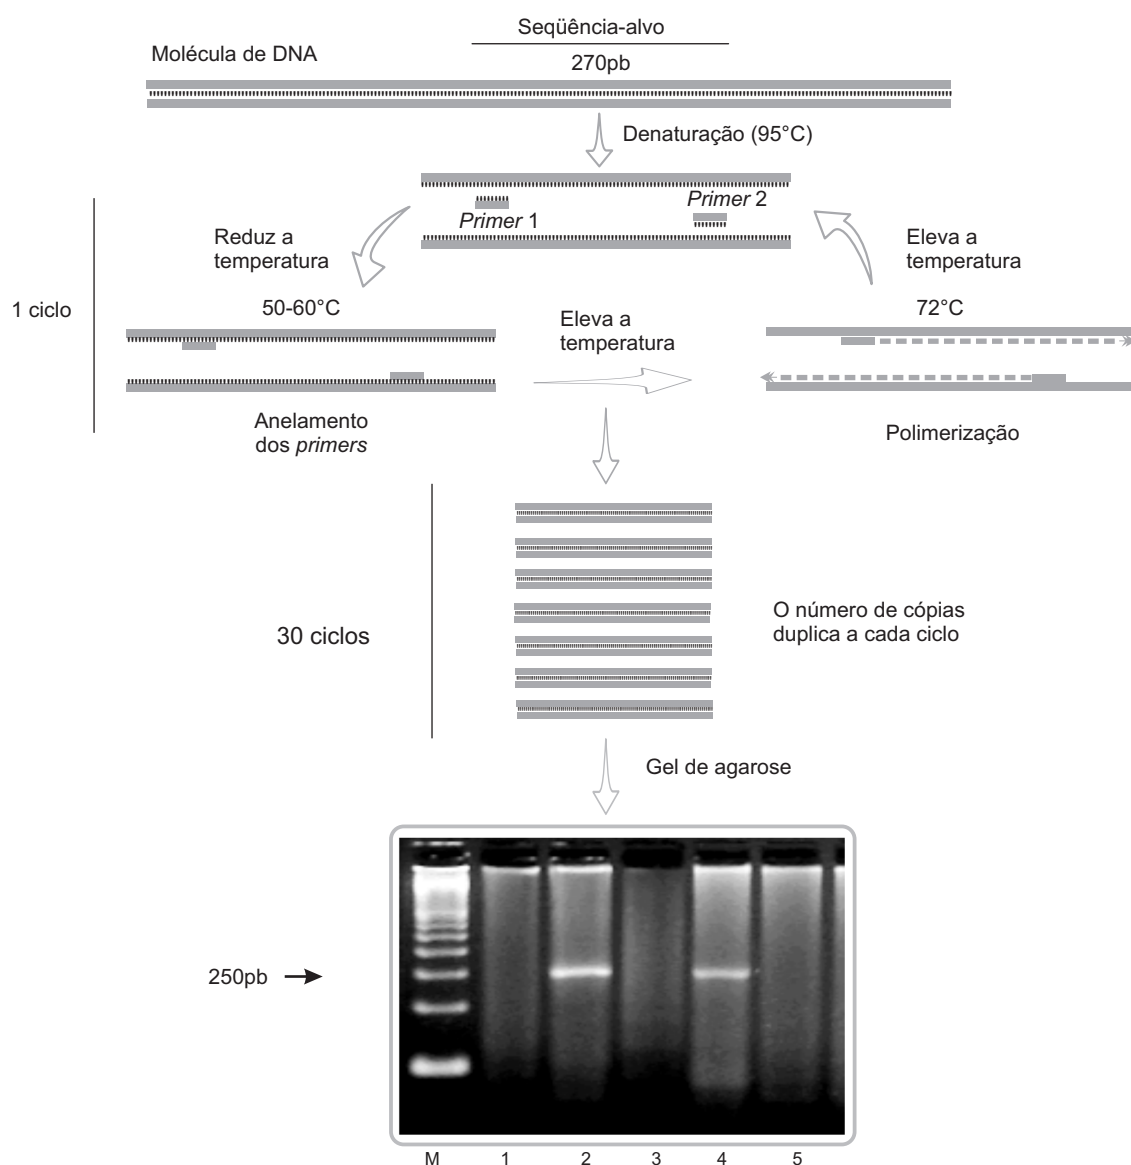 Seqüência-alvo
Molécula de DNA
270pb
Denaturação (95°C)
Primer 2
Primer 1
Reduz a
temperatura
Eleva a
temperatura
1 ciclo
50-60°C
Eleva a
temperatura
72°C
Anelamento
dos primers
Polimerização
30 ciclos
O número de cópias
duplica a cada ciclo
Gel de agarose
250pb
M 1 2 3 4 5